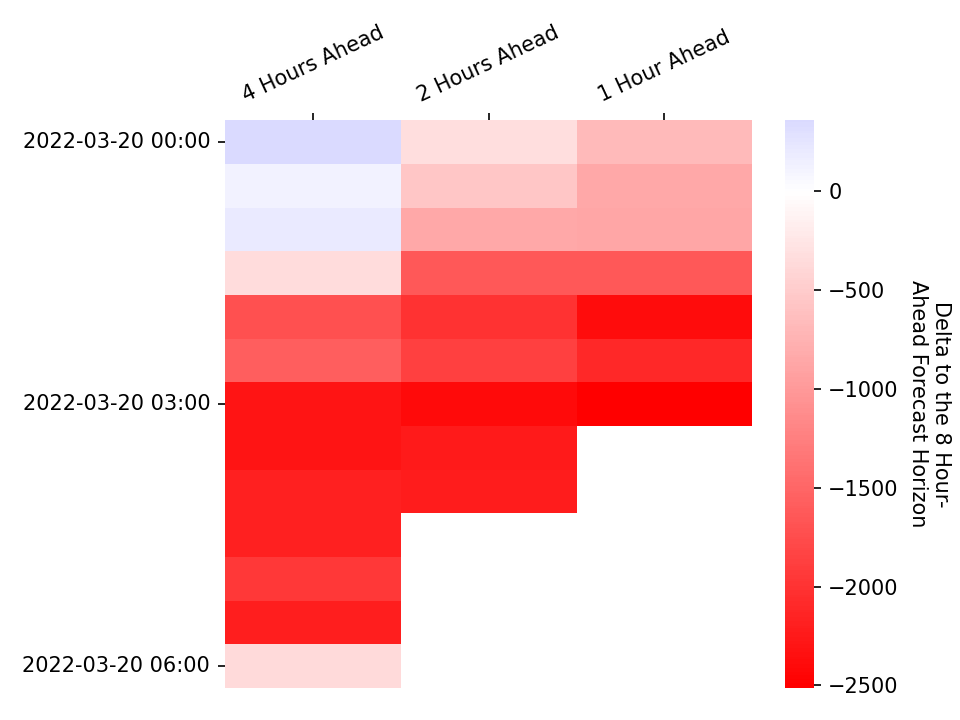 4 Hours Ahead
2 Hours Ahead
1 Hour Ahead
2022-03-20 00:00
2022-03-20 03:00
2022-03-20 06:00
0
−500
−1000
−1500
−2000
−2500
Delta to the 8 Hour-
Ahead Forecast Horizon